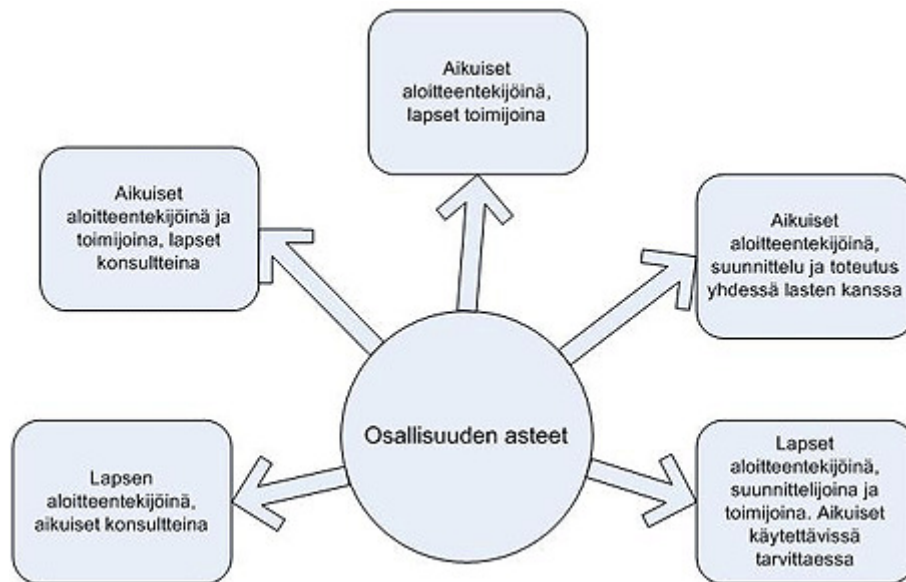 Aikuiset
aloitteentekijöinä,
lapset toimijoina
Aikuiset
aloitteentekijöinä ja
toimijoina, lapset
konsultteina
Aikuiset
aloitteentekijöinä,
suunnittelu ja toteutus
yhdessä lasten kanssa
Osallisuuden asteet
Lapsen
aloitteentekijöinä,
aikuiset konsultteina
Lapset
aloitteentekijöinä,
suunnittelijoina ja
toimijoina. Aikuiset
käytettävissä
tarvittaessa